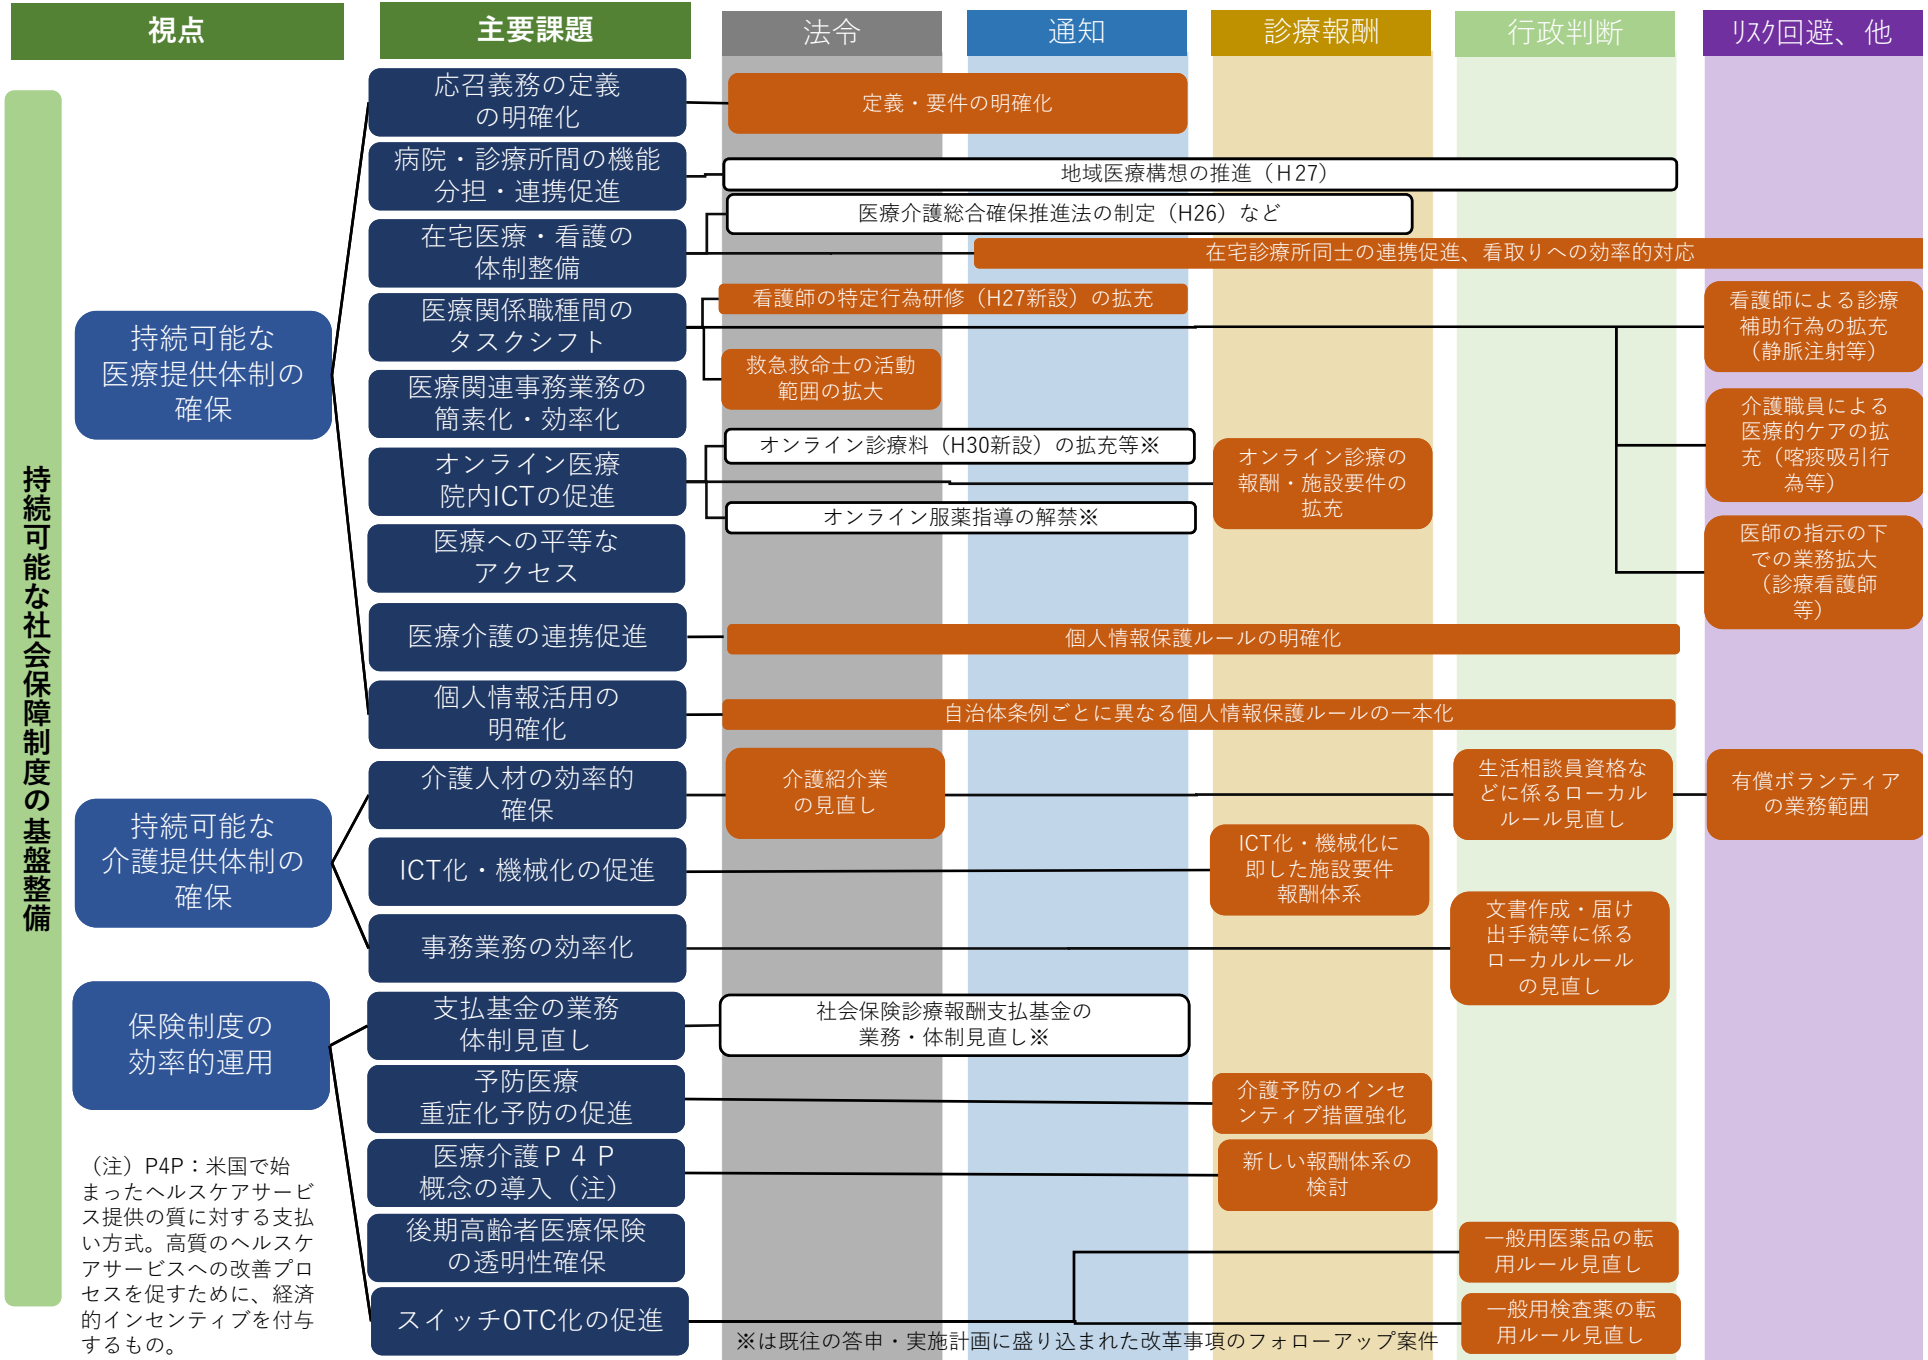 視点
主要課題
法令
通知
診療報酬
行政判断
リスク回避、他
持続可能な社会保障制度の基盤整備
持続可能な
医療提供体制の
確保
応召義務の定義
の明確化
定義・要件の明確化
病院・診療所間の機能
分担・連携促進
地域医療構想の推進（Ｈ27）
在宅医療・看護の
体制整備
医療介護総合確保推進法の制定（H26）など
在宅診療所同士の連携促進、看取りへの効率的対応
医療関係職種間の
タスクシフト
看護師の特定行為研修（H27新設）の拡充
救急救命士の活動
範囲の拡大
看護師による診療
補助行為の拡充
（静脈注射等）
介護職員による
医療的ケアの拡
充（喀痰吸引行
為等）
医師の指示の下
での業務拡大
（診療看護師
等）
医療関連事務業務の
簡素化・効率化
オンライン医療
院内ICTの促進
オンライン診療料（H30新設）の拡充等※
オンライン服薬指導の解禁※
オンライン診療の
報酬・施設要件の
拡充
医療への平等な
アクセス
医療介護の連携促進
個人情報保護ルールの明確化
個人情報活用の
明確化
自治体条例ごとに異なる個人情報保護ルールの一本化
持続可能な
介護提供体制の
確保
介護人材の効率的
確保
介護紹介業
の見直し
生活相談員資格な
どに係るローカル
ルール見直し
有償ボランティア
の業務範囲
ICT化・機械化の促進
ICT化・機械化に
即した施設要件
報酬体系
事務業務の効率化
文書作成・届け
出手続等に係る
ローカルルール
の見直し
保険制度の
効率的運用
支払基金の業務
体制見直し
社会保険診療報酬支払基金の
業務・体制見直し※
予防医療
重症化予防の促進
介護予防のインセ
ンティブ措置強化
医療介護Ｐ４Ｐ
概念の導入（注）
新しい報酬体系の
検討
後期高齢者医療保険
の透明性確保
スイッチOTC化の促進
一般用医薬品の転
用ルール見直し
一般用検査薬の転
用ルール見直し
（注）P4P：米国で始
まったヘルスケアサービ
ス提供の質に対する支払
い方式。高質のヘルスケ
アサービスへの改善プロ
セスを促すために、経済
的インセンティブを付与
するもの。
※は既往の答申・実施計画に盛り込まれた改革事項のフォローアップ案件